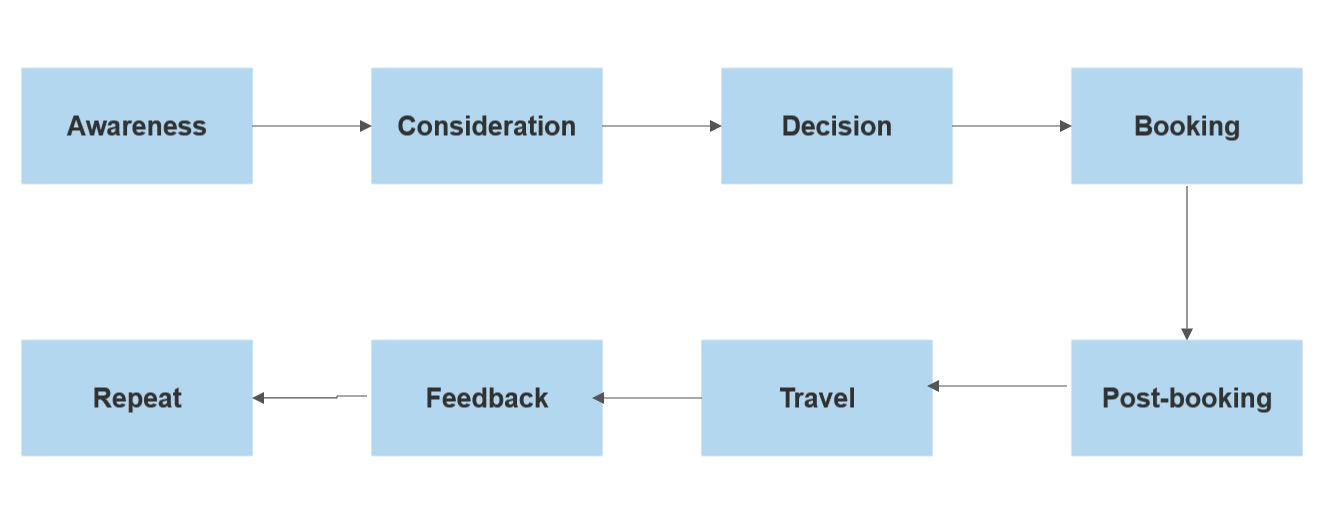 Awareness
Consideration
Decision
Booking
Post-booking
Travel
Feedback
Repeat